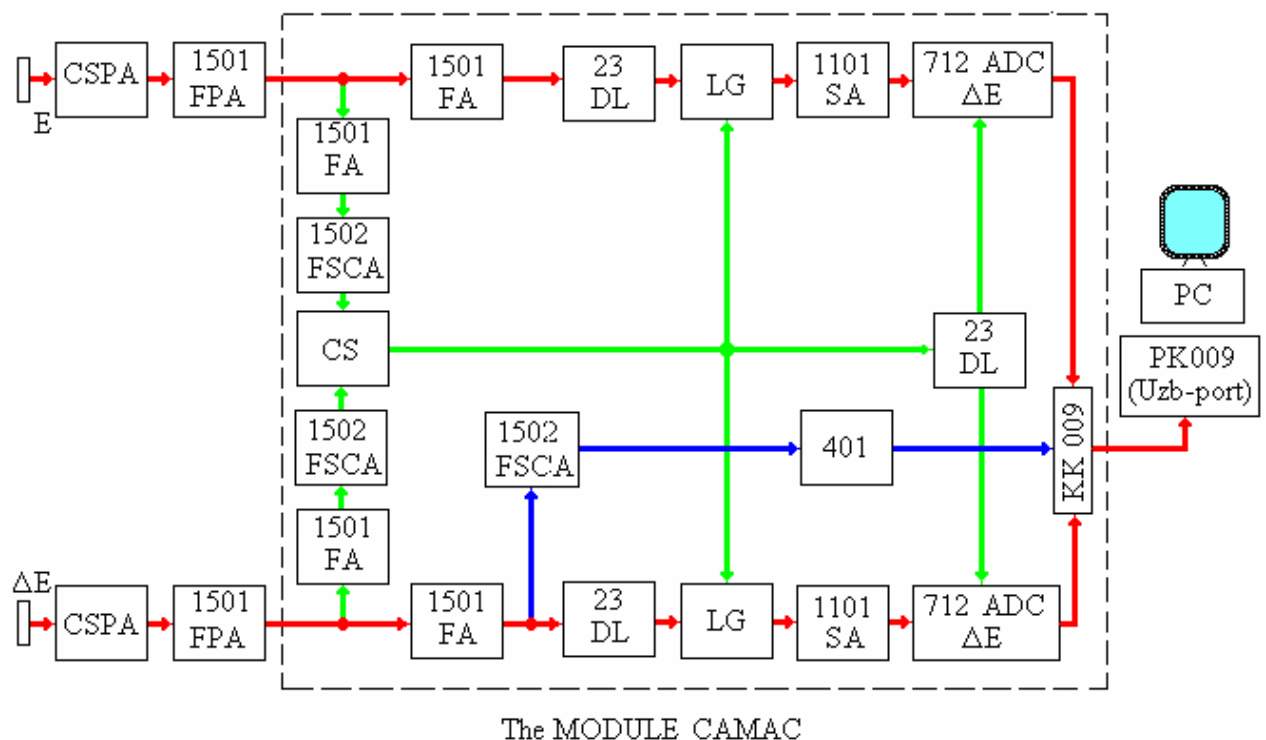 E
CSPA
1501
FPA
1501
FA
23
DL
LG
1101
SA
712 ADC
ΔE
1501
FA
1502
FSCA
CS
23
DL
PC
PK009
(Uzb-port)
1502
FSCA
1502
FSCA
401
KK 009
1501
FA
ΔE
CSPA
1501
FPA
1501
FA
23
DL
LG
1101
SA
712 ADC
ΔE
The MODULE CAMAC